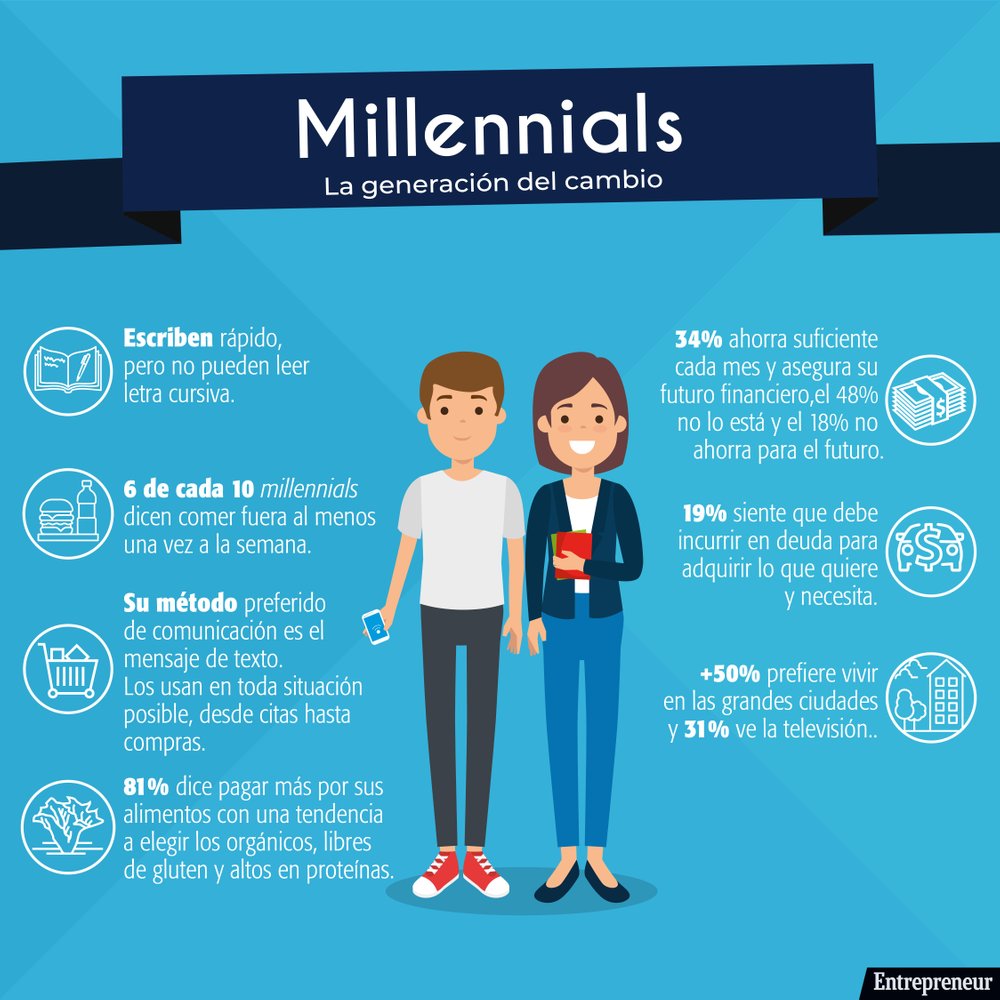 Millennials
La generación del cambio
Escriben rápido,
pero no pueden leer
letra cursiva.
6 de cada 10 millennials
dicen comer fuera al menos
una vez a la semana.
Su método preferido
de comunicación es el
mensaje de texto.
Los usan en toda situación
posible, desde citas hasta
compras.
81% dice pagar más por sus
alimentos con una tendencia
a elegir los orgánicos, libres
de gluten y altos en proteínas.
34% ahorra suficiente
cada mes y asegura su
futuro financiero,el 48%
no lo está y el 18% no
ahorra para el futuro.
19% siente que debe
incurrir en deuda para
adquirir lo que quiere
y necesita.
+50% prefiere vivir
en las grandes ciudades
y 31% ve la televisión..
Entrepreneur